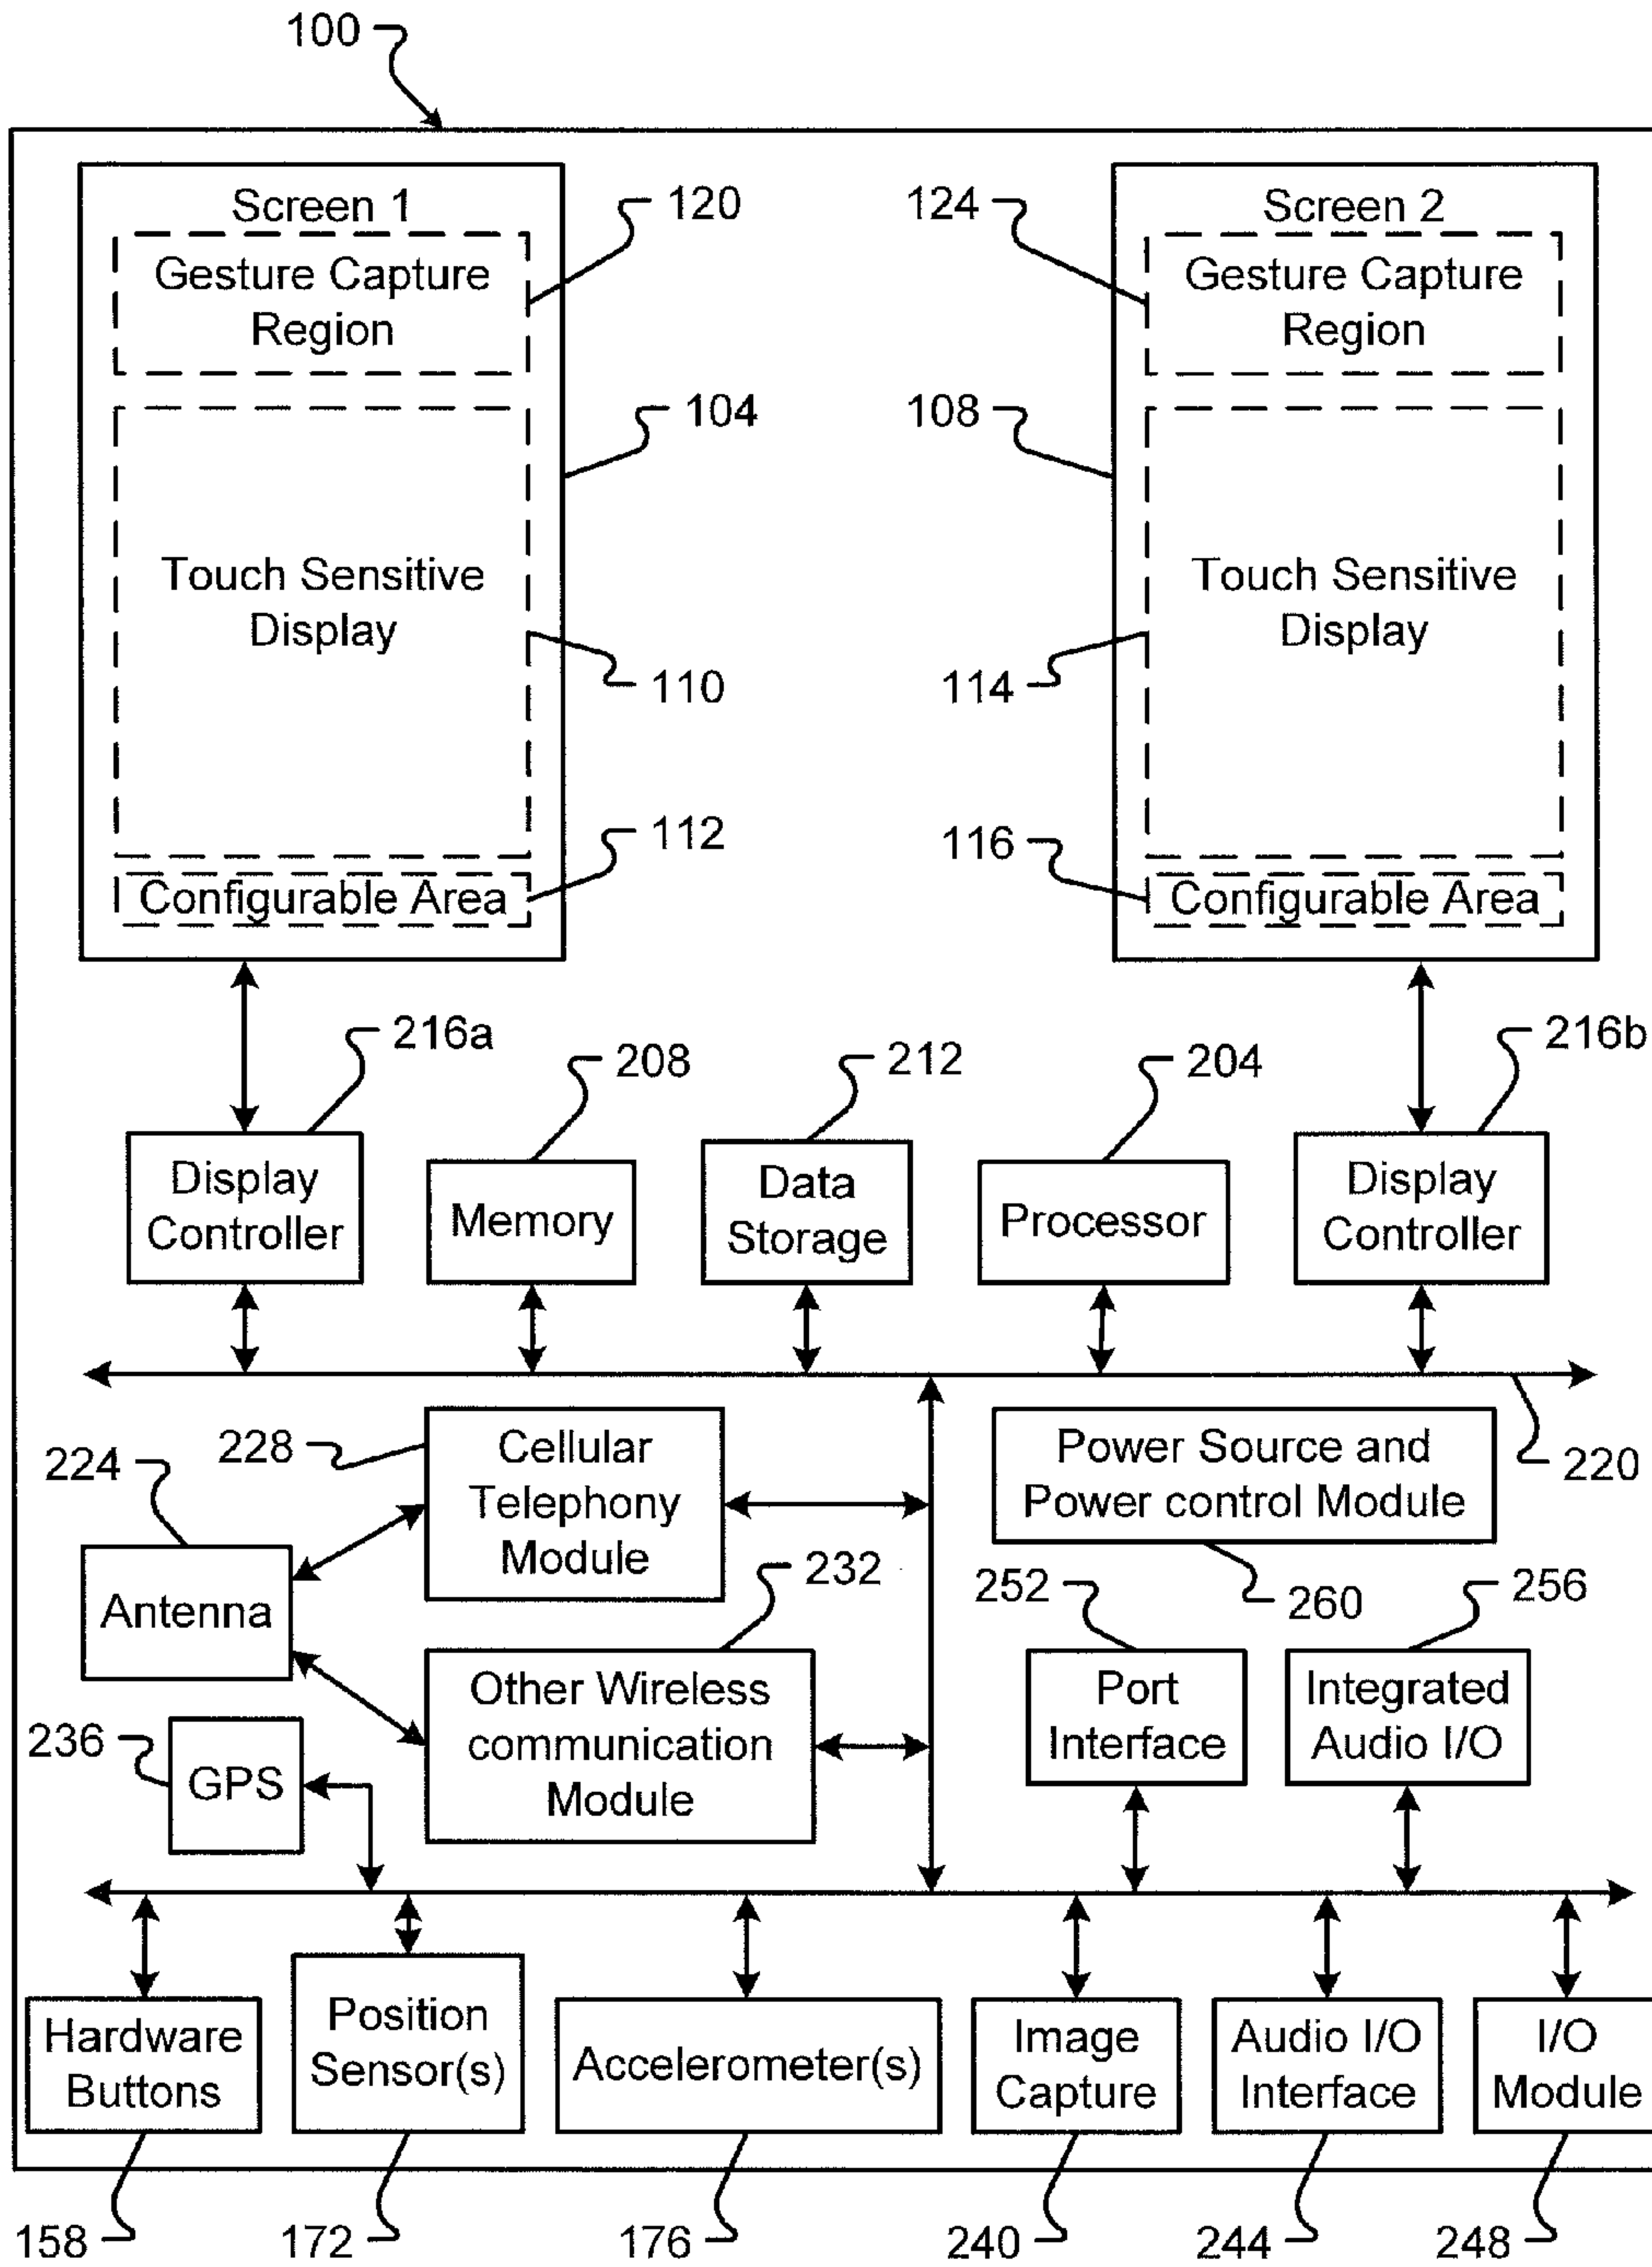 100
Screen 1
Gesture Capture
Region
120
Touch Sensitive
Display
104
110
Configurable Area
112
Screen 2
124
Gesture Capture
Region
108
Touch Sensitive
Display
114
116
Configurable Area
216a
208
212
204
216b
Display
Controller
Memory
Data
Storage
Processor
Display
Controller
220
224
228
Cellular
Telephony
Module
Power Source and
Power control Module
260
Antenna
232
Other Wireless
communication
Module
252
Port
Interface
256
Integrated
Audio I/O
236
GPS
Hardware
Buttons
Position
Sensor(s)
Accelerometer(s)
Image
Capture
Audio I/O
Interface
I/O
Module
158
172
176
240
244
248